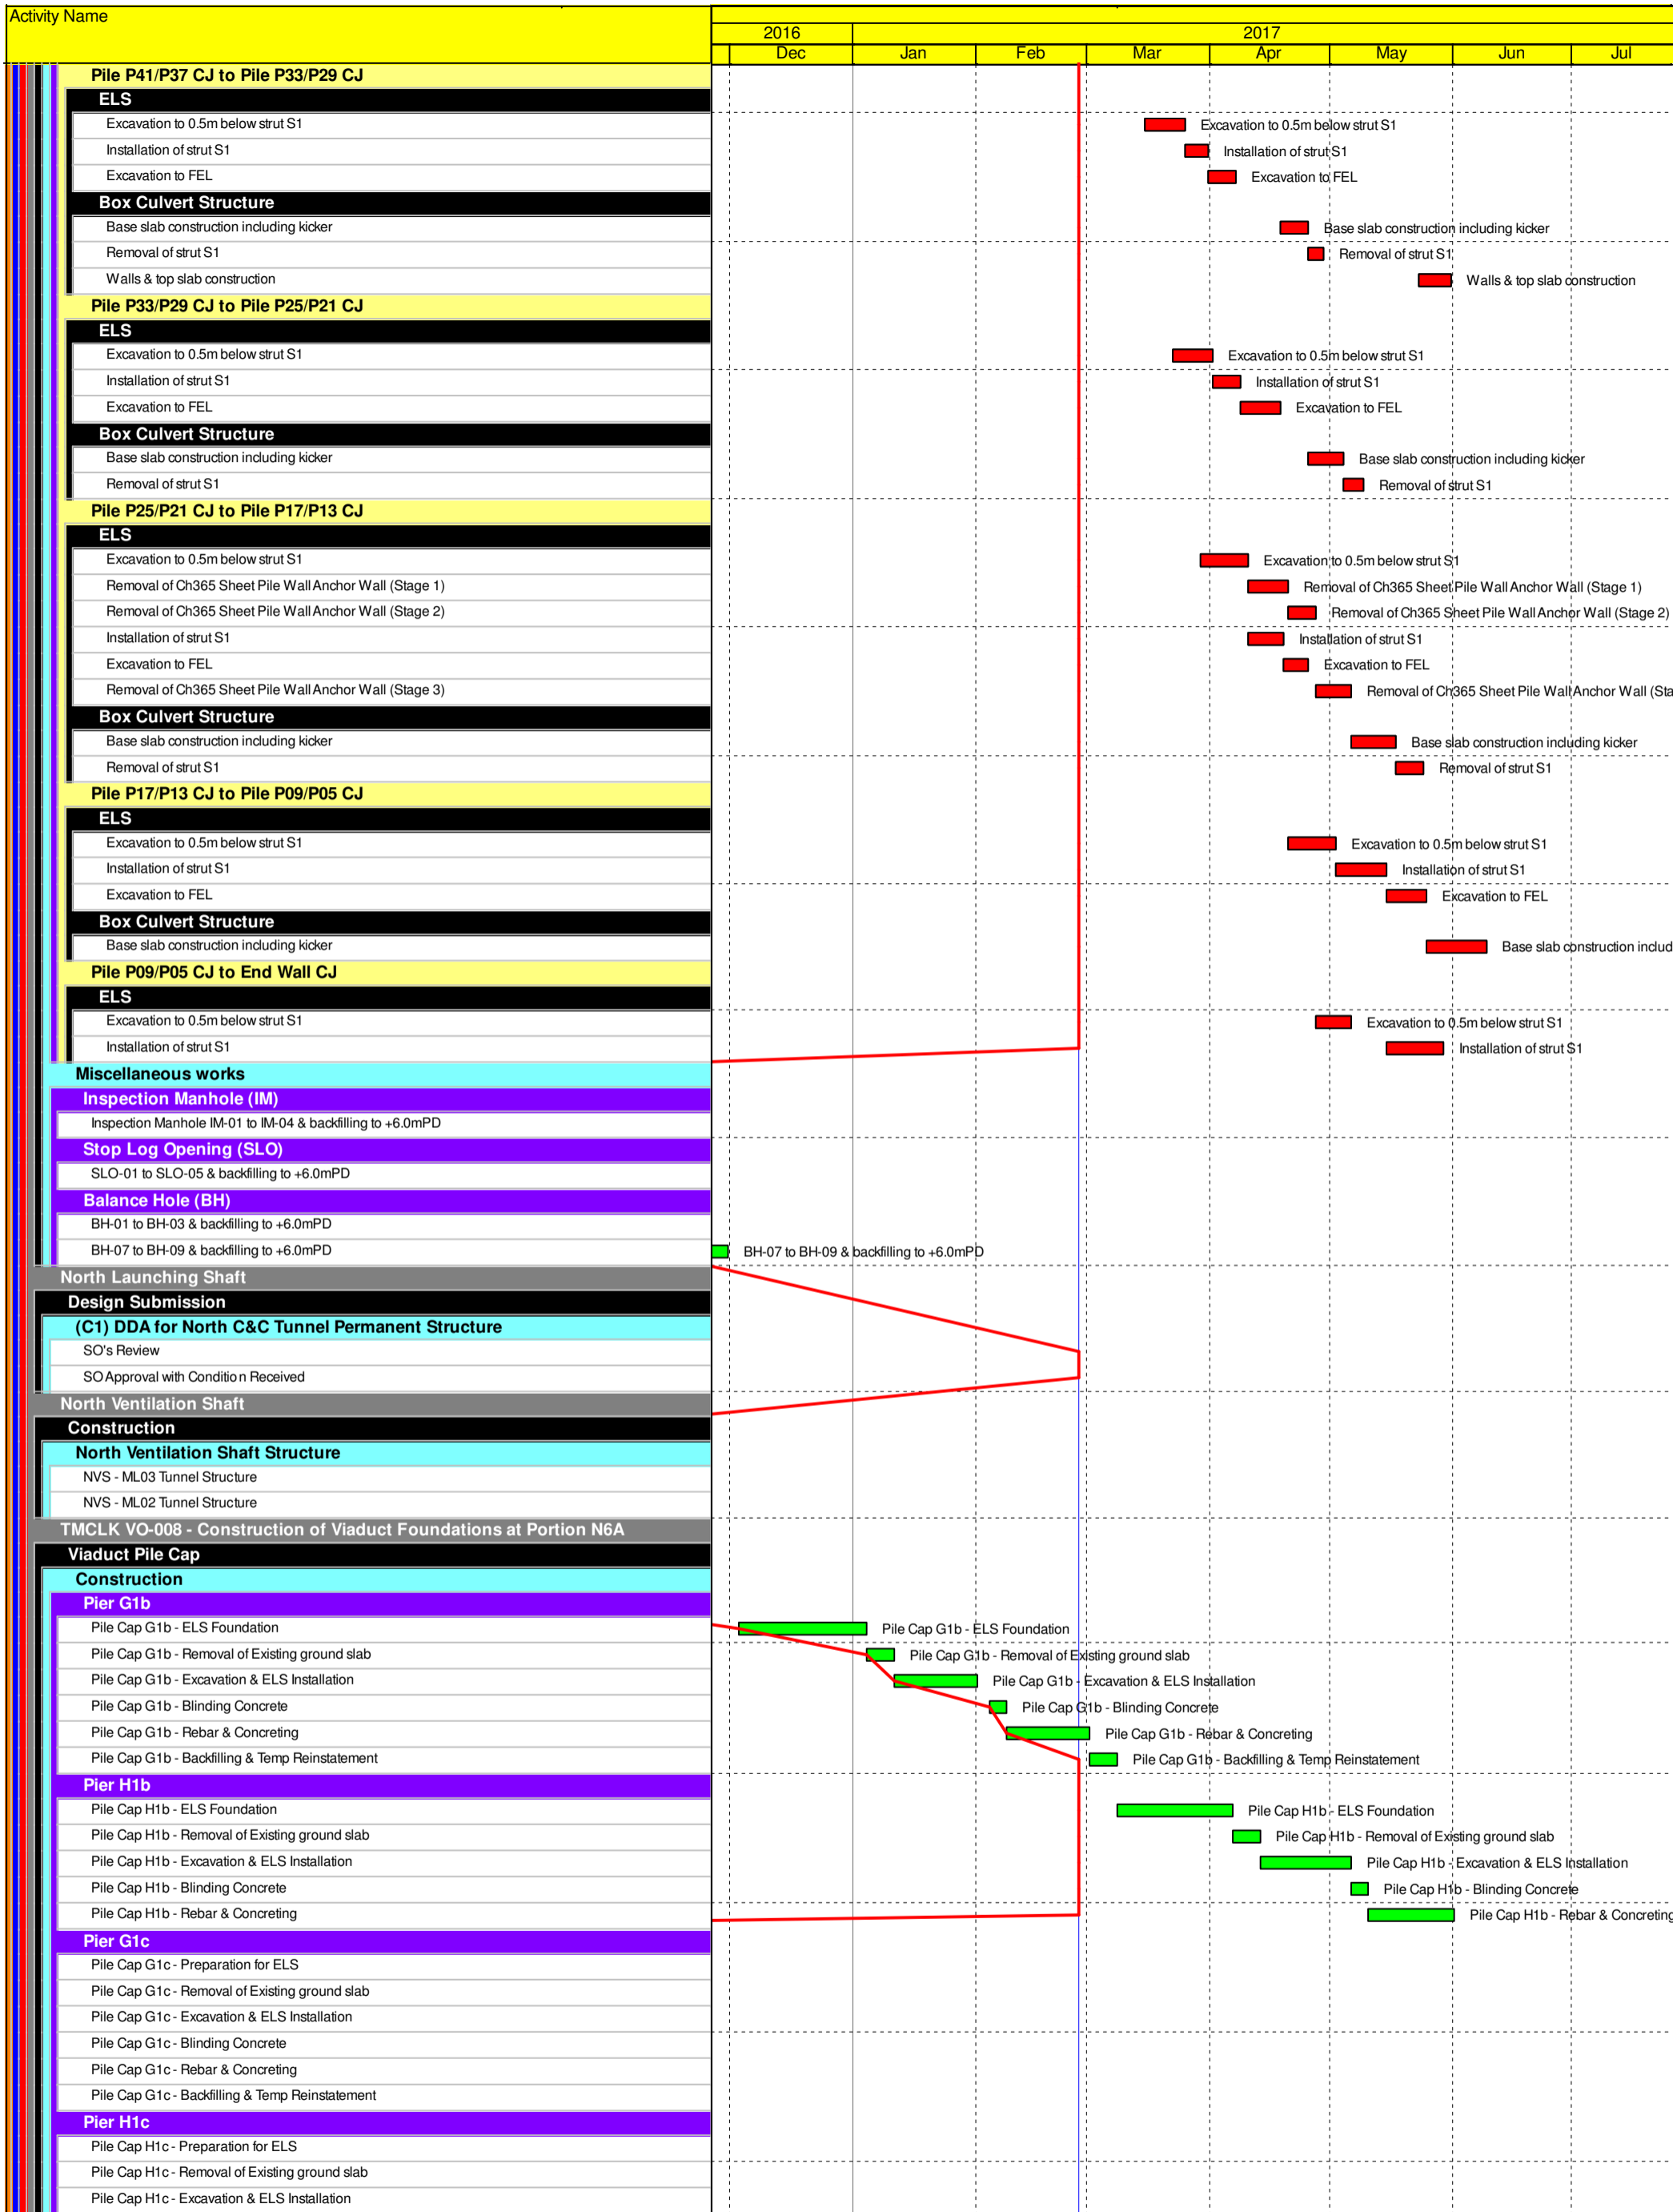 Activity Name
2016 2017
Dec Jan Feb Mar Apr May Jun Jul
Pile P41/P37 CJ to Pile P33/P29 CJ
ELS
Excavation to 0.5m below strut S1 Excavation to 0.5m below strut S1
Installation of strut S1 Installation of strut S1
Excavation to FEL Excavation to FEL
Box Culvert Structure
Base slab construction including kicker Base slab construction including kicker
Removal of strut S1 Removal of strut S1
Walls & top slab construction Walls & top slab construction
Pile P33/P29 CJ to Pile P25/P21 CJ
ELS
Excavation to 0.5m below strut S1 Excavation to 0.5m below strut S1
Installation of strut S1 Installation of strut S1
Excavation to FEL Excavation to FEL
Box Culvert Structure
Base slab construction including kicker Base slab construction including kicker
Removal of strut S1 Removal of strut S1
Pile P25/P21 CJ to Pile P17/P13 CJ
ELS
Excavation to 0.5m below strut S1 Excavation to 0.5m below strut S1
Removal of Ch365 Sheet Pile Wall Anchor Wall (Stage 1) Removal of Ch365 Sheet Pile Wall Anchor Wall (Stage 1)
Removal of Ch365 Sheet Pile Wall Anchor Wall (Stage 2) Removal of Ch365 Sheet Pile Wall Anchor Wall (Stage 2)
Installation of strut S1 Installation of strut S1
Excavation to FEL Excavation to FEL
Removal of Ch365 Sheet Pile Wall Anchor Wall (Stage 3) Removal of Ch365 Sheet Pile Wall Anchor Wall (Sta
Box Culvert Structure
Base slab construction including kicker Base slab construction including kicker
Removal of strut S1 Removal of strut S1
Pile P17/P13 CJ to Pile P09/P05 CJ
ELS
Excavation to 0.5m below strut S1 Excavation to 0.5m below strut S1
Installation of strut S1 Installation of strut S1
Excavation to FEL Excavation to FEL
Box Culvert Structure
Base slab construction including kicker Base slab construction includ
Pile P09/P05 CJ to End Wall CJ
ELS
Excavation to 0.5m below strut S1 Excavation to 0.5m below strut S1
Installation of strut S1 Installation of strut S1
Miscellaneous works
Inspection Manhole (IM)
Inspection Manhole IM-01 to IM-04 & backfilling to +6.0mPD
Stop Log Opening (SLO)
SLO-01 to SLO-05 & backfilling to +6.0mPD
Balance Hole (BH)
BH-01 to BH-03 & backfilling to +6.0mPD
BH-07 to BH-09 & backfilling to +6.0mPD BH-07 to BH-09 & backfilling to +6.0mPD
North Launching Shaft
Design Submission
(C1) DDA for North C&C Tunnel Permanent Structure
SO's Review
SO Approval with Condition Received
North Ventilation Shaft
Construction
North Ventilation Shaft Structure
NVS - ML03 Tunnel Structure
NVS - ML02 Tunnel Structure
TMCLK VO-008 - Construction of Viaduct Foundations at Portion N6A
Viaduct Pile Cap
Construction
Pier G1b
Pile Cap G1b - ELS Foundation Pile Cap G1b - ELS Foundation
Pile Cap G1b - Removal of Existing ground slab Pile Cap G1b - Removal of Existing ground slab
Pile Cap G1b - Excavation & ELS Installation Pile Cap G1b - Excavation & ELS Installation
Pile Cap G1b - Blinding Concrete Pile Cap G1b - Blinding Concrete
Pile Cap G1b - Rebar & Concreting Pile Cap G1b - Rebar & Concreting
Pile Cap G1b - Backfilling & Temp Reinstatement Pile Cap G1b - Backfilling & Temp Reinstatement
Pier H1b
Pile Cap H1b - ELS Foundation Pile Cap H1b - ELS Foundation
Pile Cap H1b - Removal of Existing ground slab Pile Cap H1b - Removal of Existing ground slab
Pile Cap H1b - Excavation & ELS Installation Pile Cap H1b - Excavation & ELS Installation
Pile Cap H1b - Blinding Concrete Pile Cap H1b - Blinding Concrete
Pile Cap H1b - Rebar & Concreting Pile Cap H1b - Rebar & Concreting
Pier G1c
Pile Cap G1c - Preparation for ELS
Pile Cap G1c - Removal of Existing ground slab
Pile Cap G1c - Excavation & ELS Installation
Pile Cap G1c - Blinding Concrete
Pile Cap G1c - Rebar & Concreting
Pile Cap G1c - Backfilling & Temp Reinstatement
Pier H1c
Pile Cap H1c - Preparation for ELS
Pile Cap H1c - Removal of Existing ground slab
Pile Cap H1c - Excavation & ELS Installation